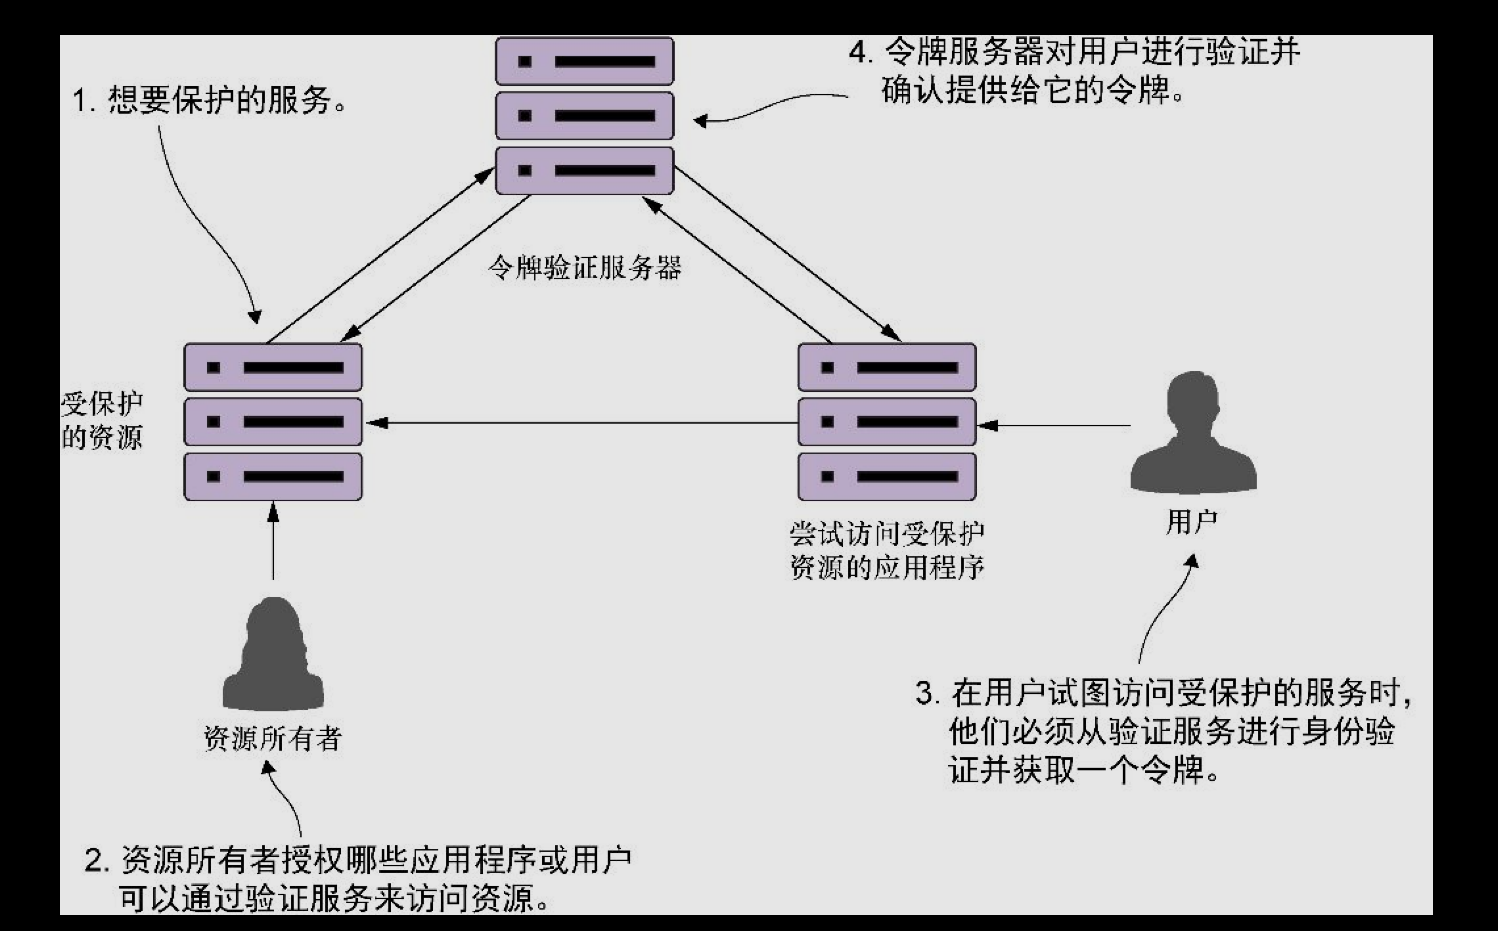 1. 想要保护的服务。
4. 令牌服务器对用户进行验证并
确认提供给它的令牌。
令牌验证服务器
受保护
的资源
尝试访问受保护
资源的应用程序
用户
资源所有者
3. 在用户试图访问受保护的服务时，
他们必须从验证服务进行身份验
证并获取一个令牌。
2. 资源所有者授权哪些应用程序或用户
可以通过验证服务来访问资源。